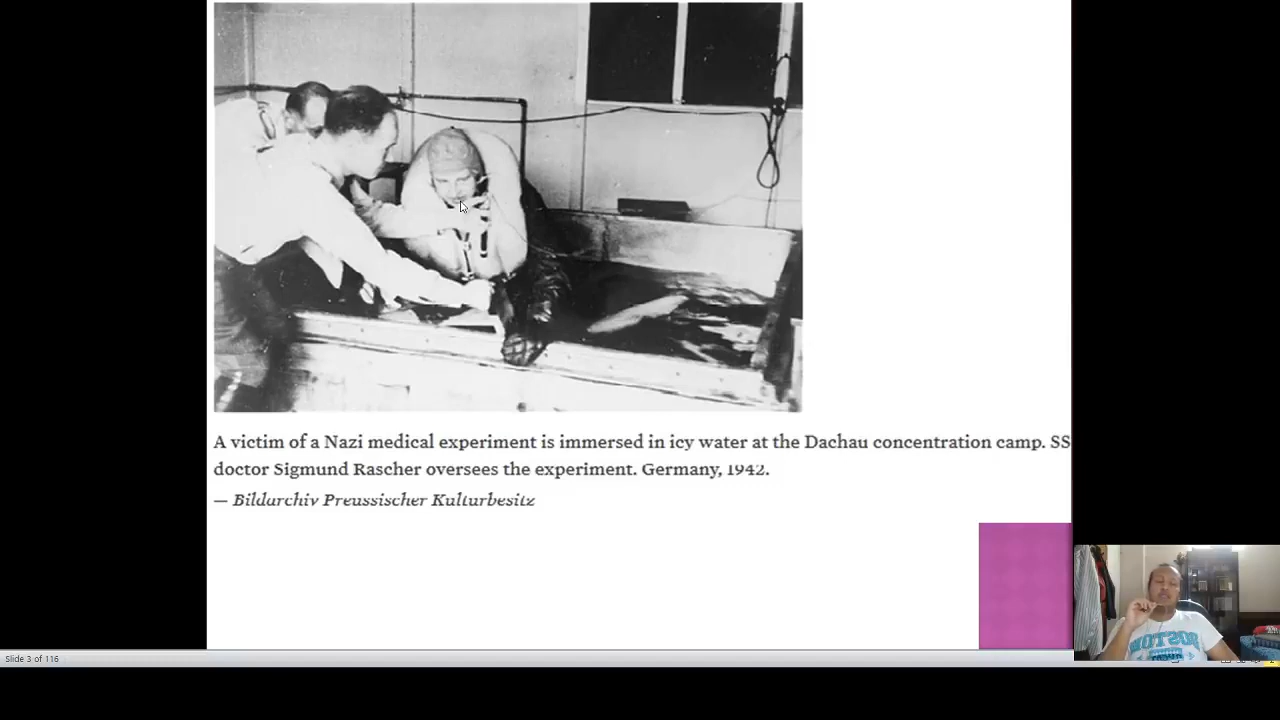 A victim of a Nazi medical experiment is immersed in icy water at the Dachau concentration camp. SS
doctor Sigmund Rascher oversees the experiment. Germany, 1942.
— Bildarchiv Preussischer Kulturbesitz
Slide 3 of 116